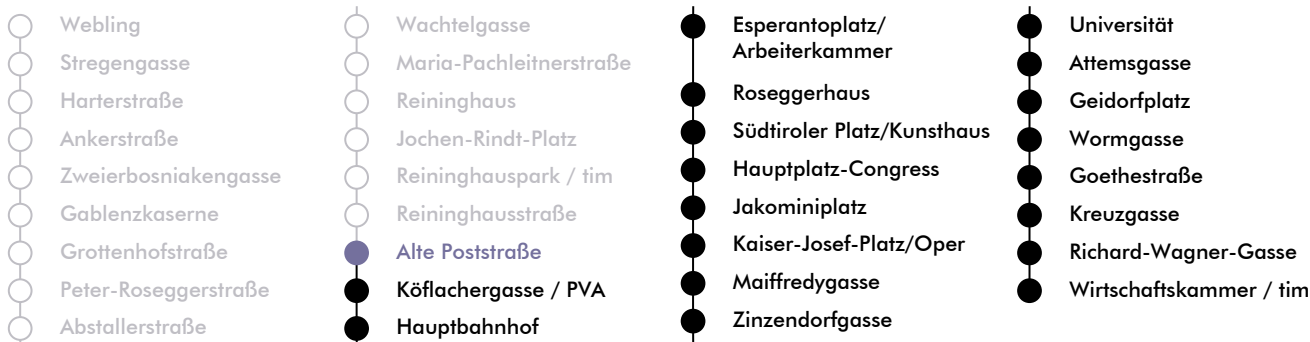 Webling
Stregengasse
Harterstraße
Ankerstraße
Zweierbosniakengasse
Gablenzkaserne
Grottenhofstraße
Peter-Roseggerstraße
Abstallerstraße
Wachtelgasse
Maria-Pachleitnerstraße
Reininghaus
Jochen-Rindt-Platz
Reininghauspark / tim
Reininghausstraße
Alte Poststraße
Köflachergasse / PVA
Hauptbahnhof
Esperantoplatz/
Arbeiterkammer
Roseggerhaus
Südtiroler Platz/Kunsthaus
Hauptplatz-Congress
Jakominiplatz
Kaiser-Josef-Platz/Oper
Maiffredygasse
Zinzendorfgasse
Universität
Attemsgasse
Geidorfplatz
Wormgasse
Goethestraße
Kreuzgasse
Richard-Wagner-Gasse
Wirtschaftskammer / tim